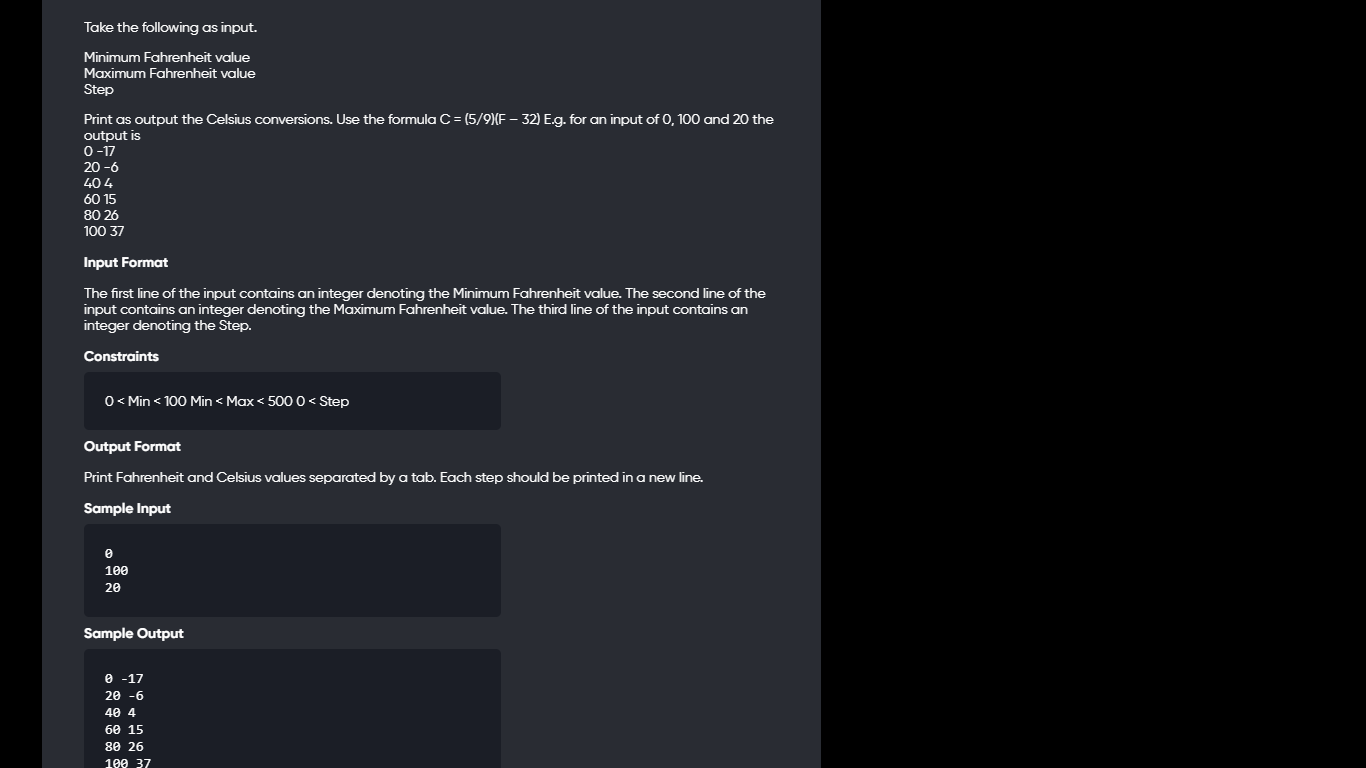 Take the following as input.
Minimum Fahrenheit value
Maximum Fahrenheit value
Step
Print as output the Celsius conversions. Use the formula C = (5/9)(F – 32) E.g. for an input of 0, 100 and 20 the
output is
0 -17
20 -6
40 4
60 15
80 26
100 37
Input Format
The first line of the input contains an integer denoting the Minimum Fahrenheit value. The second line of the
input contains an integer denoting the Maximum Fahrenheit value. The third line of the input contains an
integer denoting the Step.
Constraints
0 < Min < 100 Min < Max < 500 0 < Step
Output Format
Print Fahrenheit and Celsius values separated by a tab. Each step should be printed in a new line.
Sample Input
0
100
20
Sample Output
0 -17
20 -6
40 4
60 15
80 26
100 37